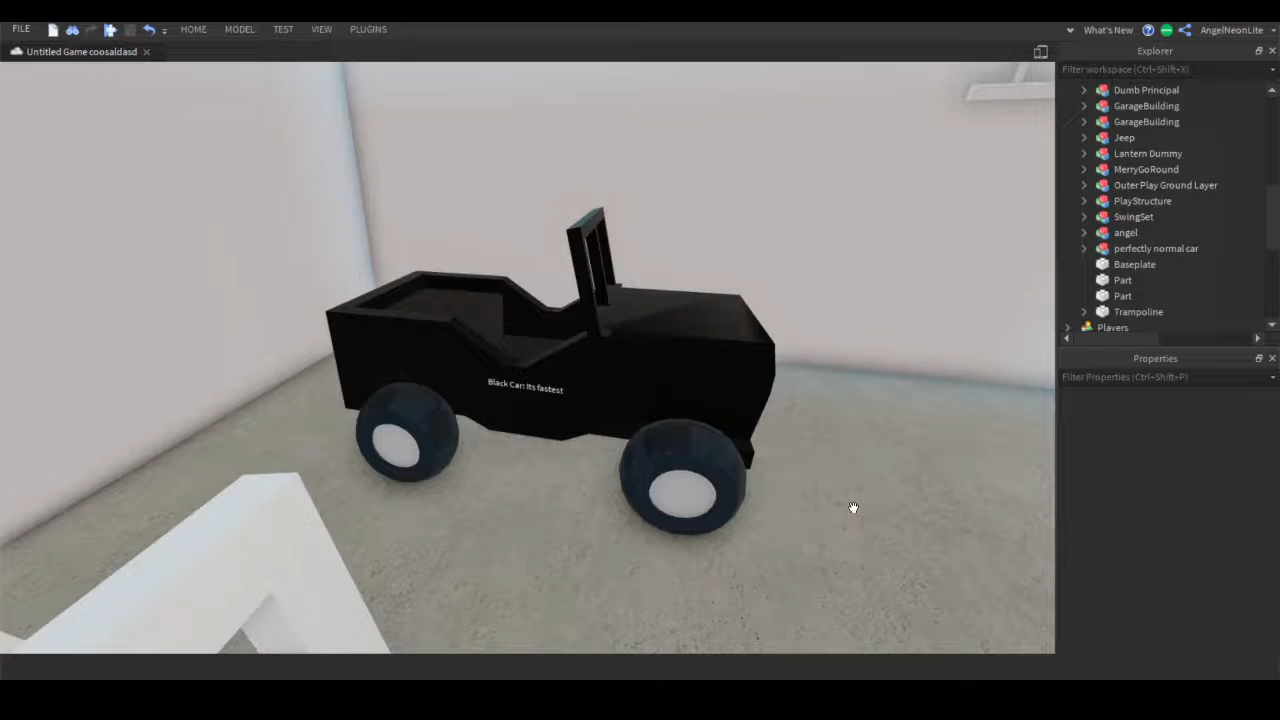 FILE
HOME
MODEL
TEST
VIEW
PLUGINS
What's New
AngelNeonLite
Untitled Game coosaldasd
Explorer
Filter workspace (Ctrl+Shift+X)
Dumb Principal
GarageBuilding
GarageBuilding
Jeep
Lantern Dummy
MerryGoRound
Outer Play Ground Layer
PlayStructure
SwingSet
angel
perfectly normal car
Baseplate
Part
Part
Trampoline
Players
Properties
Filter Properties (Ctrl+Shift+P)
Black Car: Its fastest